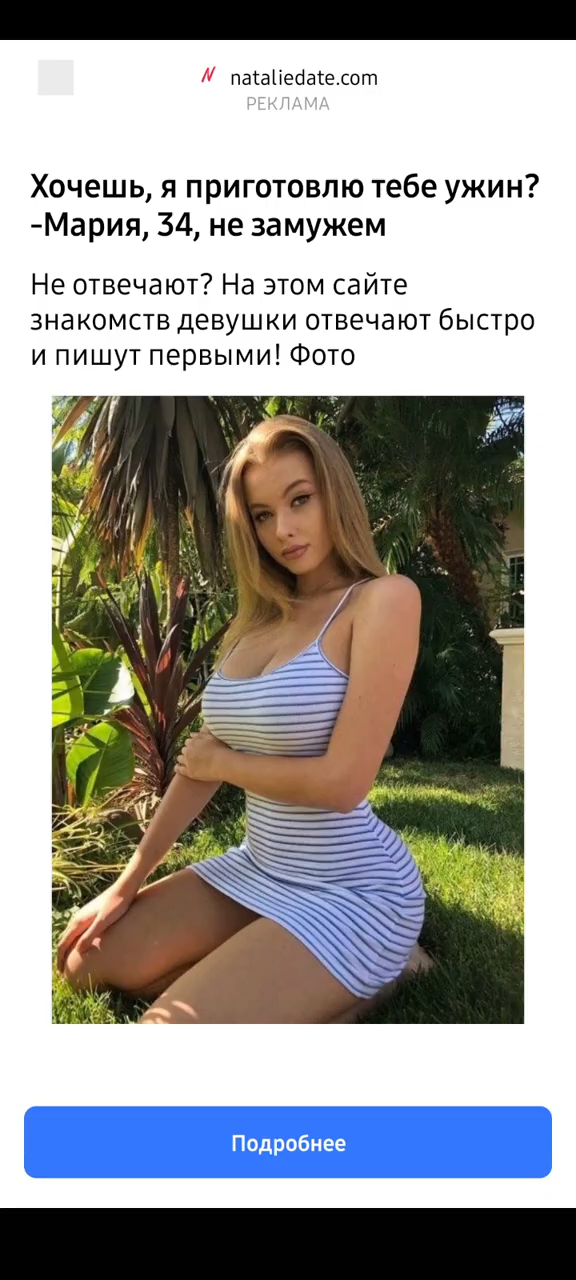 nataliedate.com
РЕКЛАМА
Хочешь, я приготовлю тебе ужин?
-Мария, 34, не замужем
Не отвечают? На этом сайте
знакомств девушки отвечают быстро
и пишут первыми! Фото
Подробнее